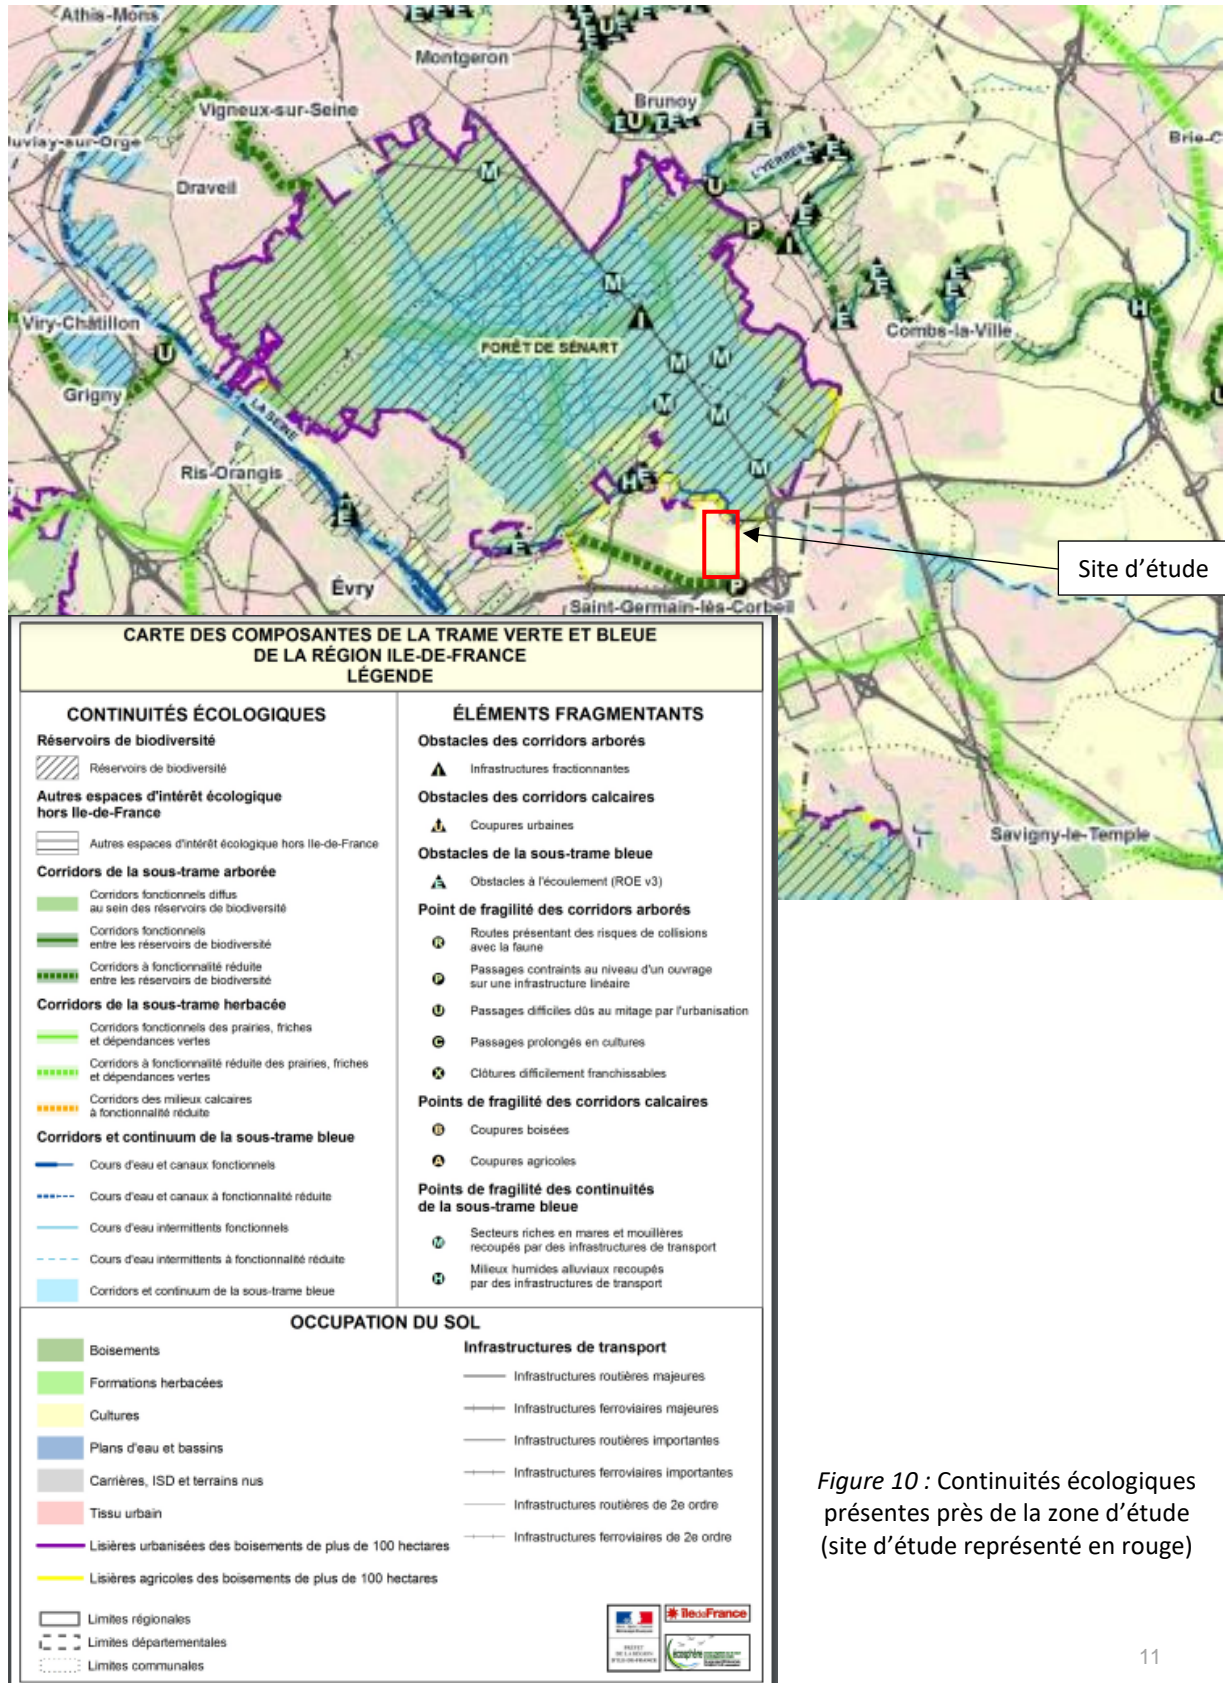 Athis-Mons
Montgeron
Vigneux-sur-Seine
Brunoy
Brie-C
Juvisy-sur-Orge
L'YERRES
Draveil
Viry-Châtillon
Combs-la-Ville
FORÊT DE SÉNART
Grigny
LA SEINE
Ris-Orangis
Site d'étude
Évry
Saint-Germain-lès-Corbeil
Savigny-le-Temple
CARTE DES COMPOSANTES DE LA TRAME VERTE ET BLEUE
DE LA RÉGION ILE-DE-FRANCE
LÉGENDE
CONTINUITÉS ÉCOLOGIQUES
Réservoirs de biodiversité
Réservoirs de biodiversité
Autres espaces d'intérêt écologique
hors Ile-de-France
Autres espaces d'intérêt écologique hors Ile-de-France
Corridors de la sous-trame arborée
Corridors fonctionnels diffus
au sein des réservoirs de biodiversité
Corridors fonctionnels
entre les réservoirs de biodiversité
Corridors à fonctionnalité réduite
entre les réservoirs de biodiversité
Corridors de la sous-trame herbacée
Corridors fonctionnels des prairies, friches
et dépendances vertes
Corridors à fonctionnalité réduite des prairies, friches
et dépendances vertes
Corridors des milieux calcaires
à fonctionnalité réduite
Corridors et continuum de la sous-trame bleue
Cours d'eau et canaux fonctionnels
Cours d'eau et canaux à fonctionnalité réduite
Cours d'eau intermittents fonctionnels
Cours d'eau intermittents à fonctionnalité réduite
Corridors et continuum de la sous-trame bleue
ÉLÉMENTS FRAGMENTANTS
Obstacles des corridors arborés
Infrastructures fractionnantes
Obstacles des corridors calcaires
Coupures urbaines
Obstacles de la sous-trame bleue
Obstacles à l'écoulement (ROE v3)
Point de fragilité des corridors arborés
R Routes présentant des risques de collisions
avec la faune
P Passages contraints au niveau d'un ouvrage
sur une infrastructure linéaire
U Passages difficiles dûs au mitage par l'urbanisation
C Passages prolongés en cultures
X Clôtures difficilement franchissables
Points de fragilité des corridors calcaires
B Coupures boisées
A Coupures agricoles
Points de fragilité des continuités
de la sous-trame bleue
M Secteurs riches en mares et mouillères
recoupés par des infrastructures de transport
H Milieux humides alluviaux recoupés
par des infrastructures de transport
OCCUPATION DU SOL
Boisements
Formations herbacées
Cultures
Plans d'eau et bassins
Carrières, ISD et terrains nus
Tissu urbain
Lisières urbanisées des boisements de plus de 100 hectares
Lisières agricoles des boisements de plus de 100 hectares
Limites régionales
Limites départementales
Limites communales
Infrastructures de transport
Infrastructures routières majeures
Infrastructures ferroviaires majeures
Infrastructures routières importantes
Infrastructures ferroviaires importantes
Infrastructures routières de 2e ordre
Infrastructures ferroviaires de 2e ordre
PRÉFET
DE LA RÉGION
D'ILE-DE-FRANCE
îledeFrance
écosphère
Figure 10 : Continuités écologiques
présentes près de la zone d'étude
(site d'étude représenté en rouge)
11